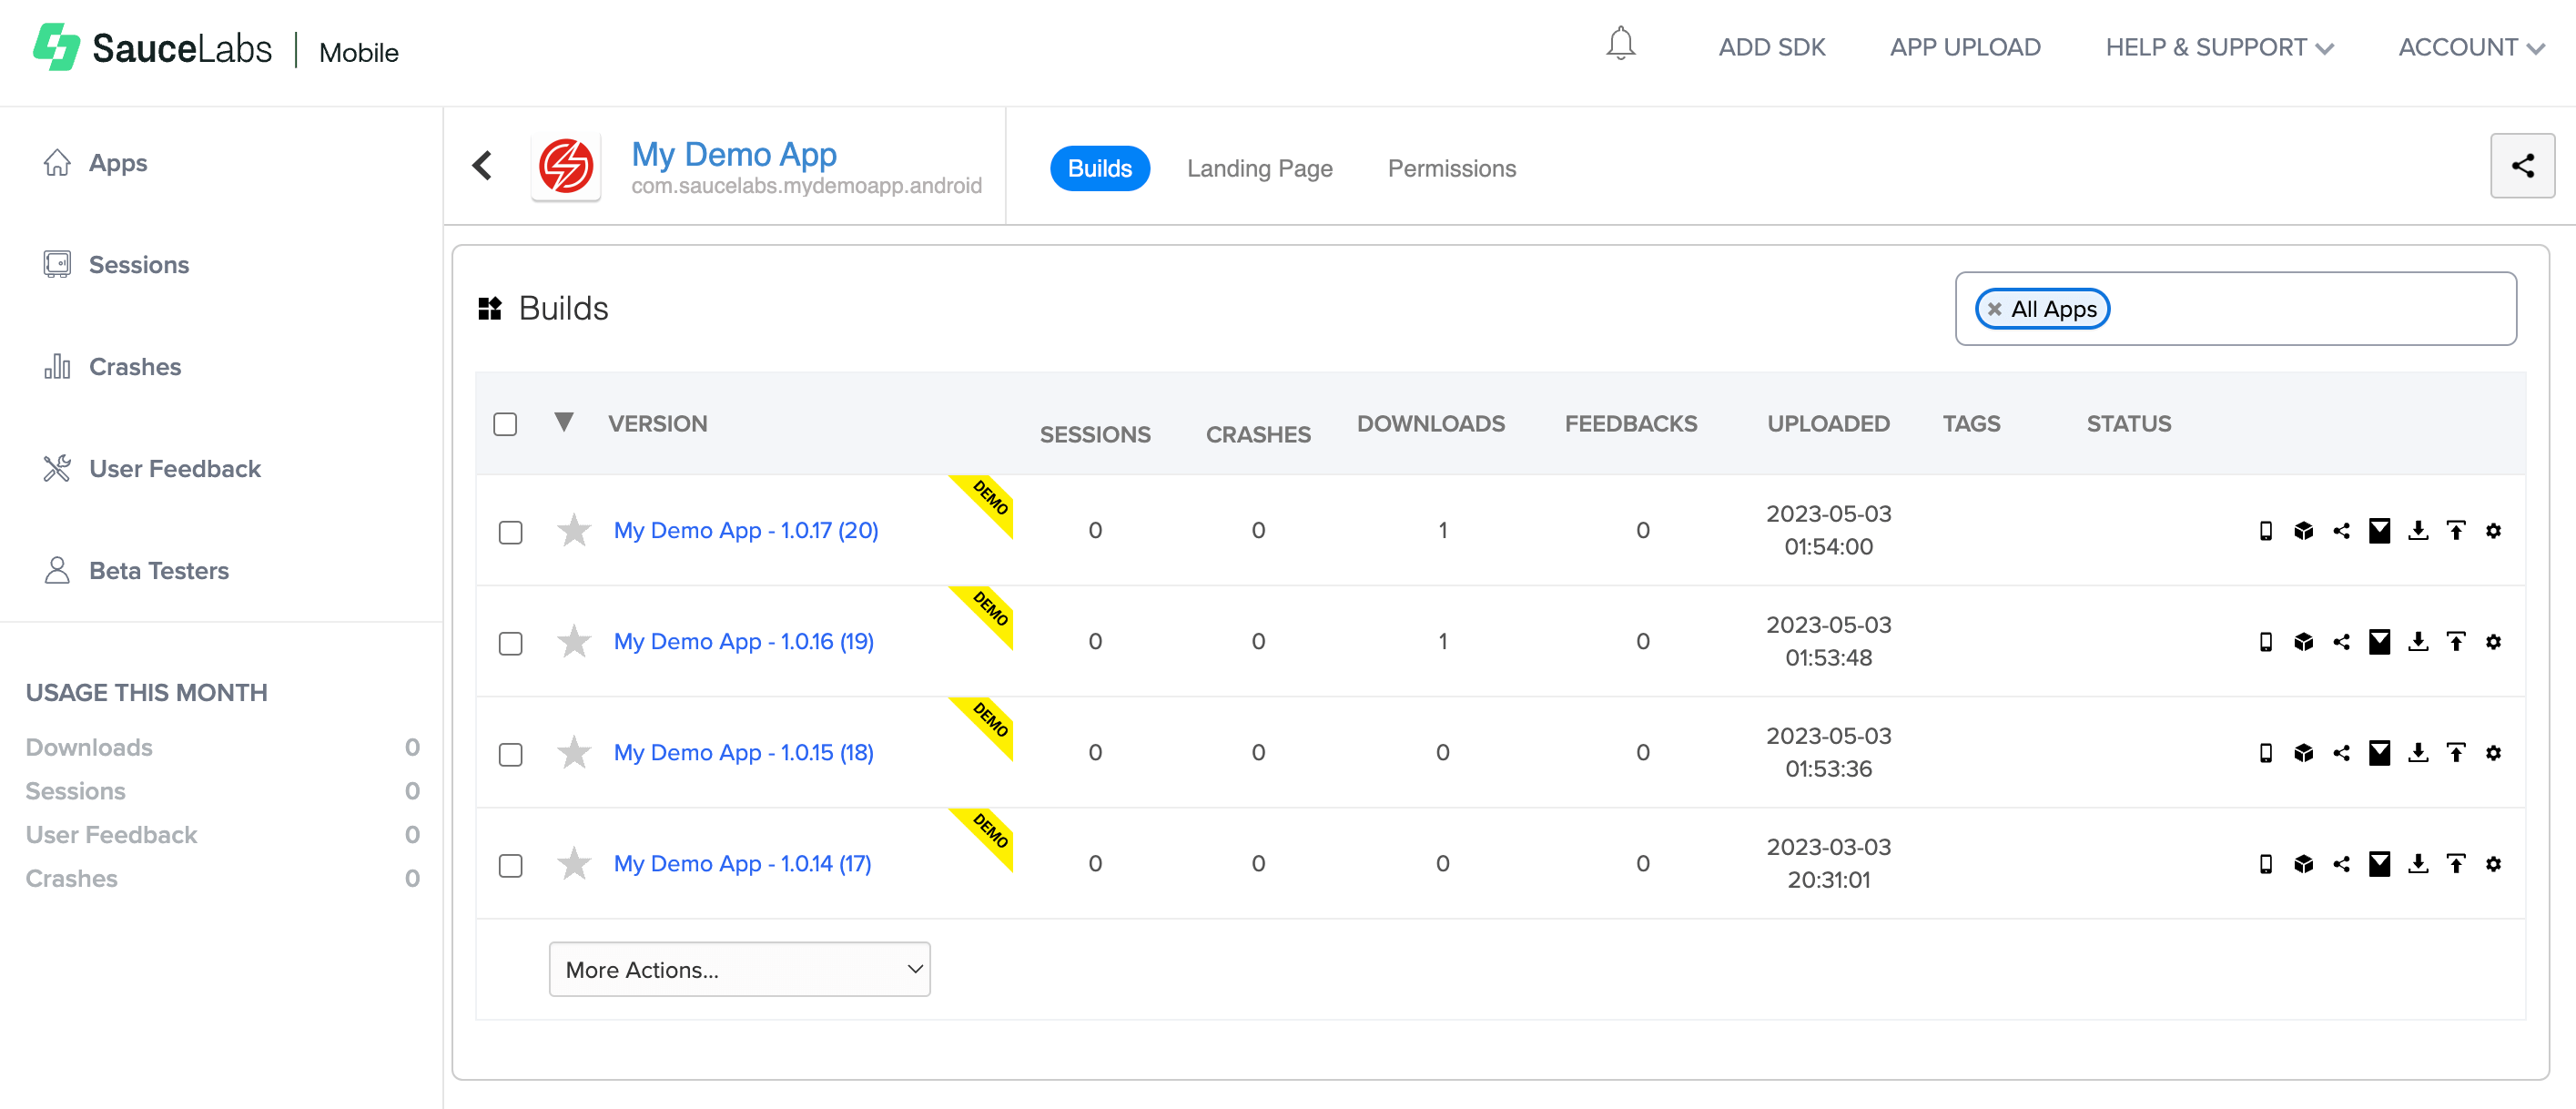 SauceLabs | Mobile
ADD SDK
APP UPLOAD
HELP & SUPPORT
ACCOUNT
Apps
Sessions
Crashes
User Feedback
Beta Testers
USAGE THIS MONTH
Downloads 0
Sessions 0
User Feedback 0
Crashes 0
My Demo App
com.saucelabs.mydemoapp.android
Builds
Landing Page
Permissions
Builds
All Apps
VERSION SESSIONS CRASHES DOWNLOADS FEEDBACKS UPLOADED TAGS STATUS
My Demo App - 1.0.17 (20) DEMO 0 0 1 0 2023-05-03
01:54:00
My Demo App - 1.0.16 (19) DEMO 0 0 1 0 2023-05-03
01:53:48
My Demo App - 1.0.15 (18) DEMO 0 0 0 0 2023-05-03
01:53:36
My Demo App - 1.0.14 (17) DEMO 0 0 0 0 2023-03-03
20:31:01
More Actions...